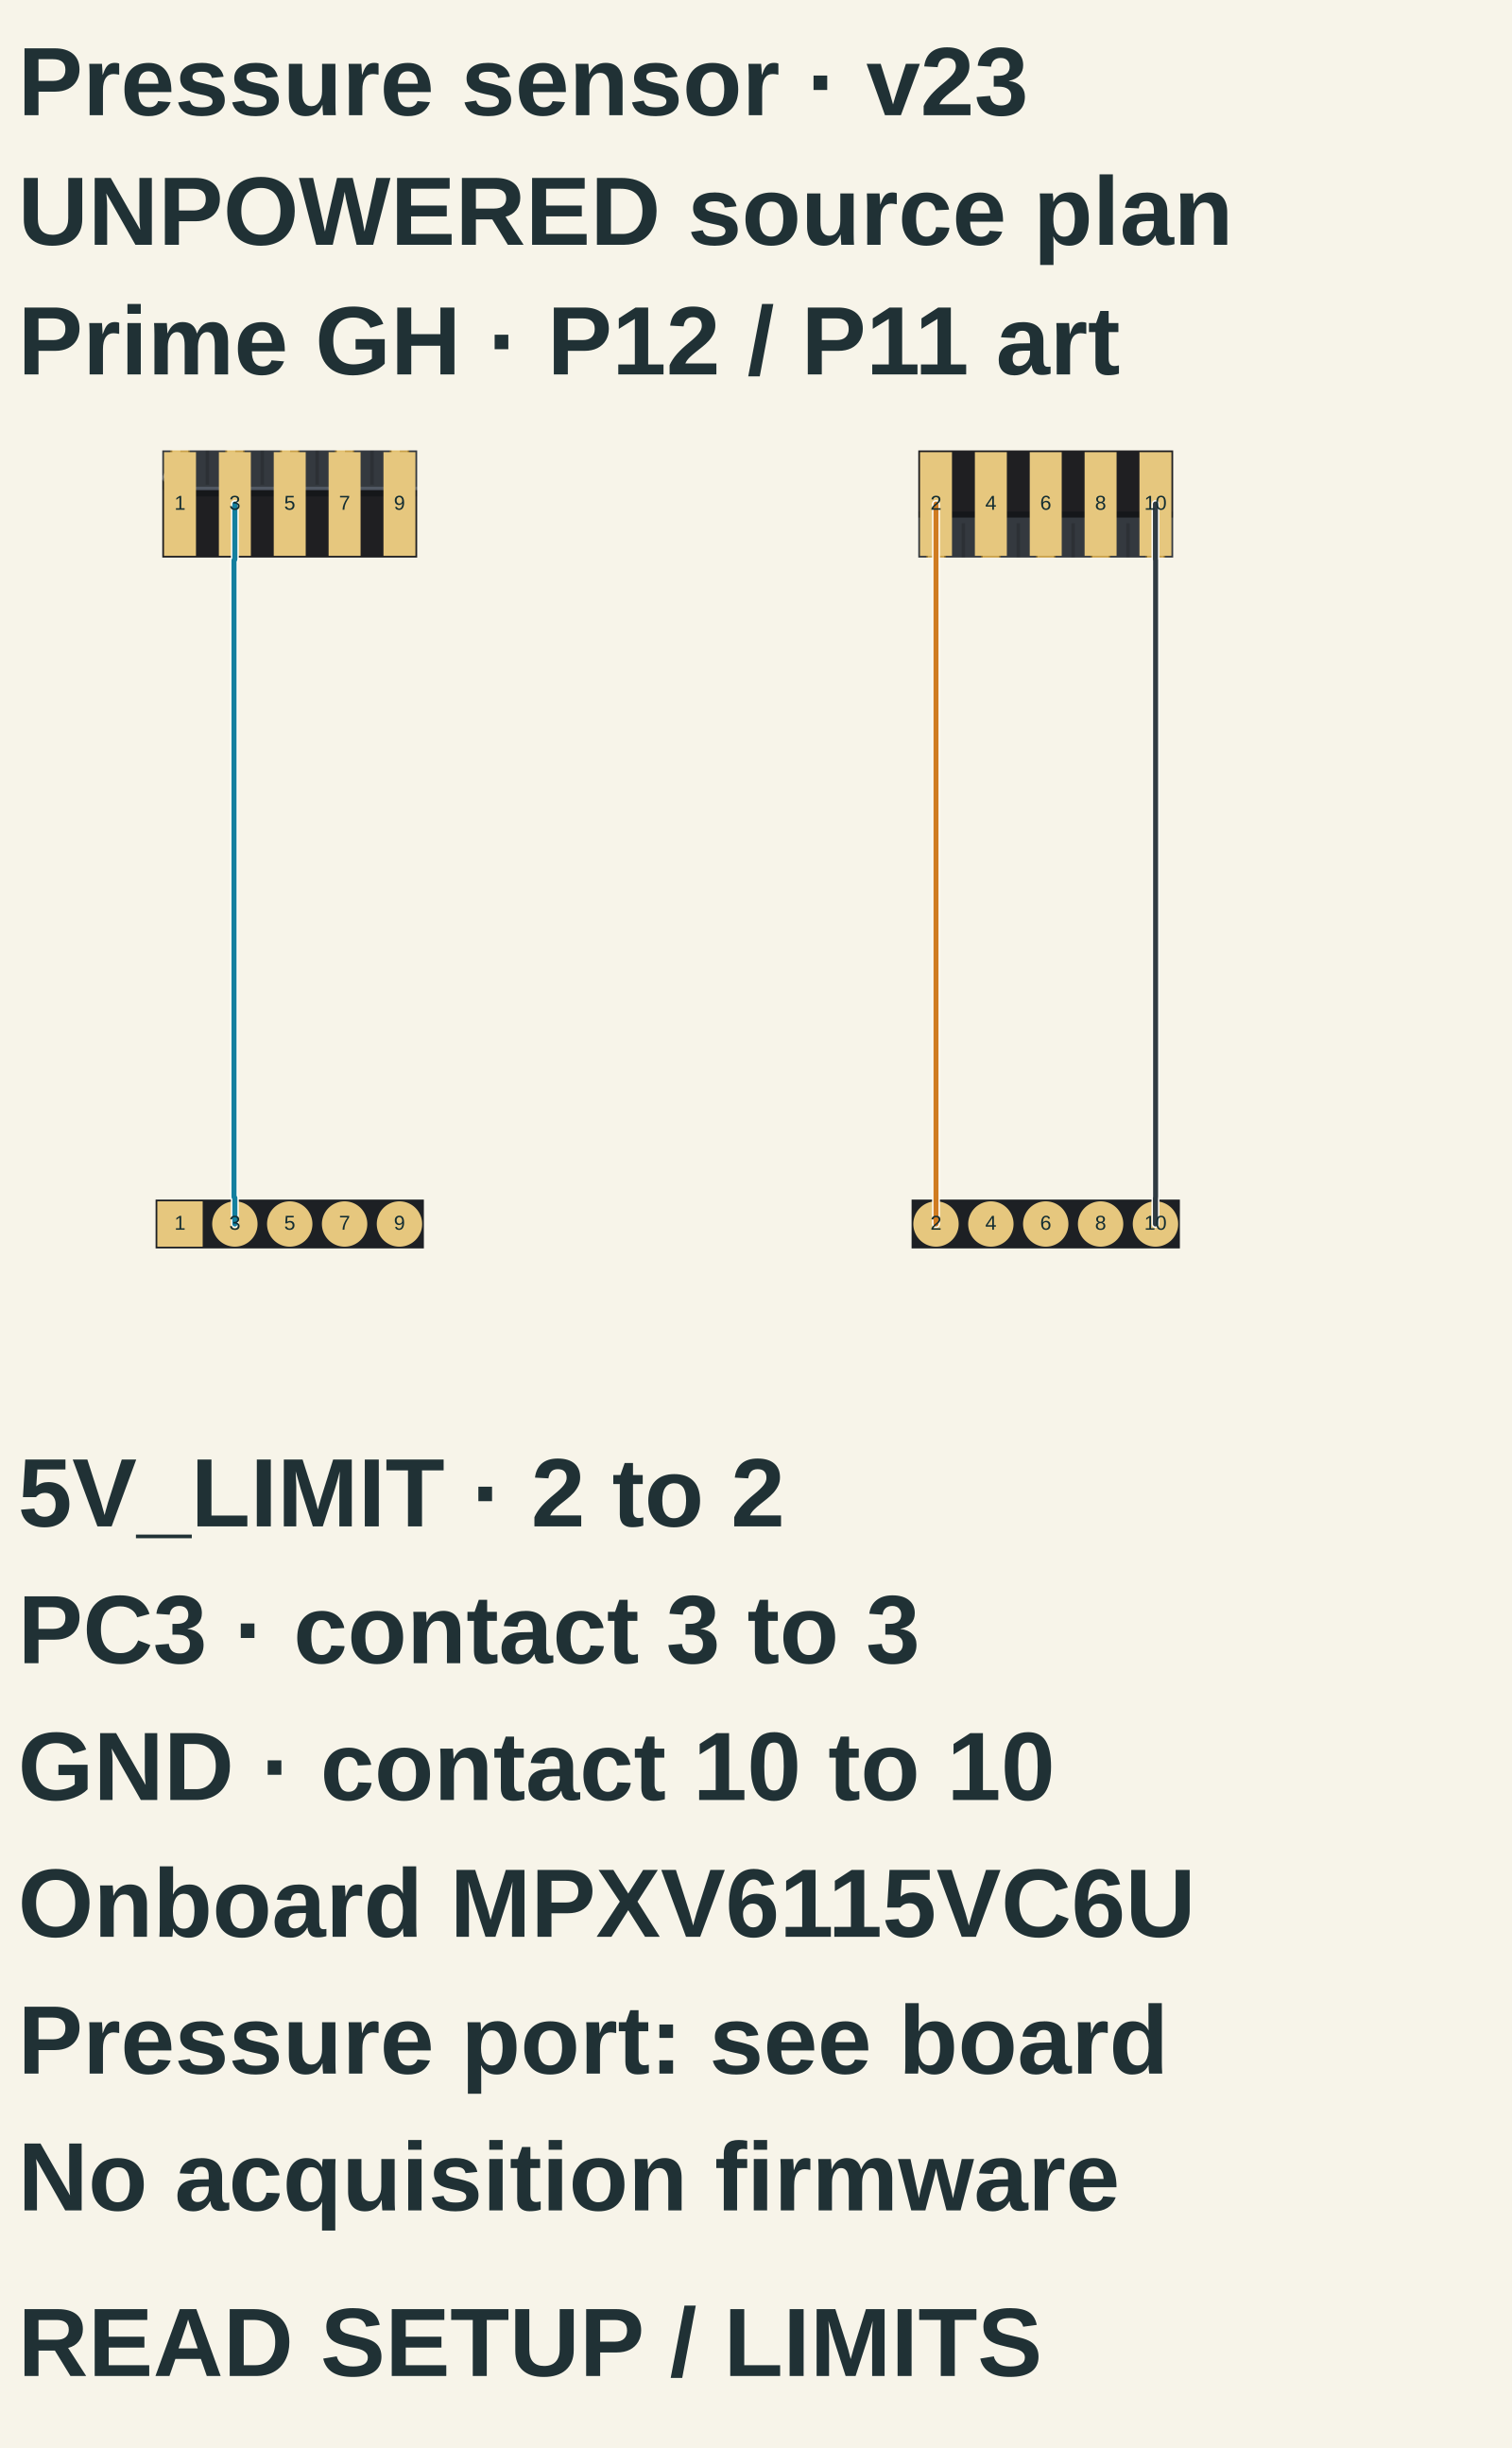 Pressure sensor · v23
UNPOWERED source plan
Prime GH · P12 / P11 art
1 3 5 7 9
2 4 6 8 10
1 3 5 7 9
2 4 6 8 10
5V_LIMIT · 2 to 2
PC3 · contact 3 to 3
GND · contact 10 to 10
Onboard MPXV6115VC6U
Pressure port: see board
No acquisition firmware
READ SETUP / LIMITS